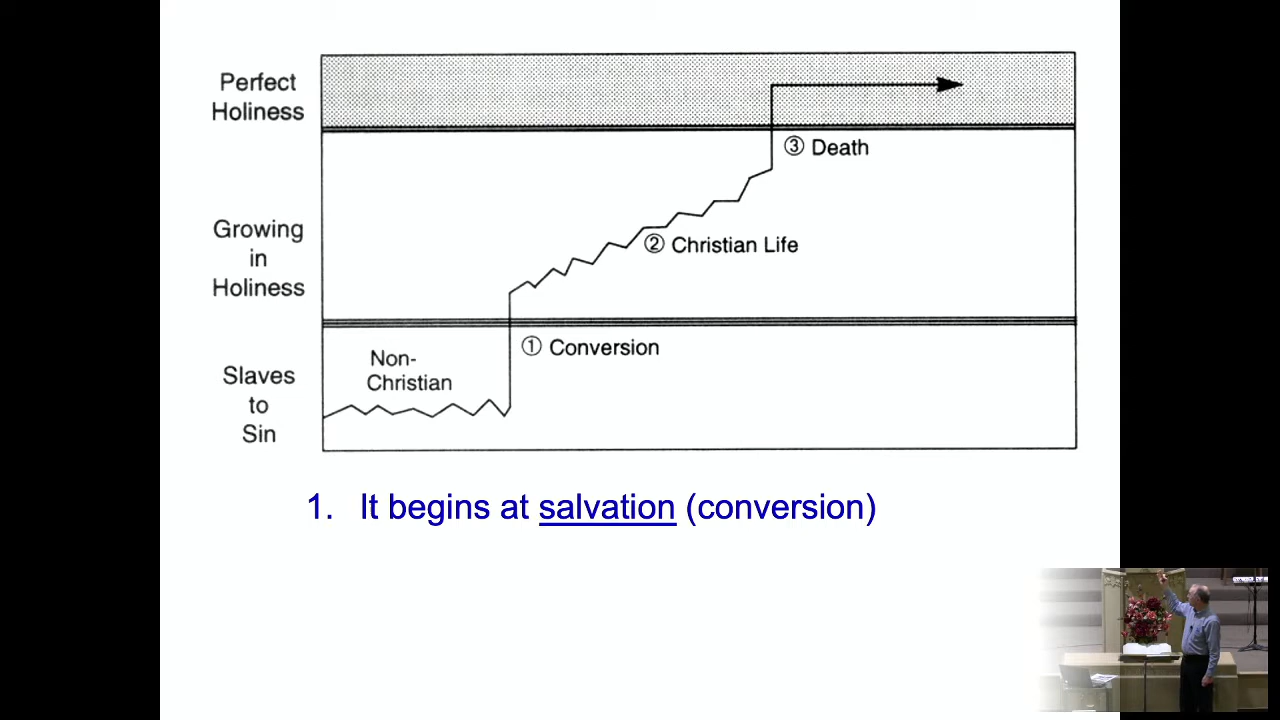 Perfect
Holiness
③ Death
Growing
in
Holiness
② Christian Life
① Conversion
Non-
Christian
Slaves
to
Sin
1. It begins at salvation (conversion)